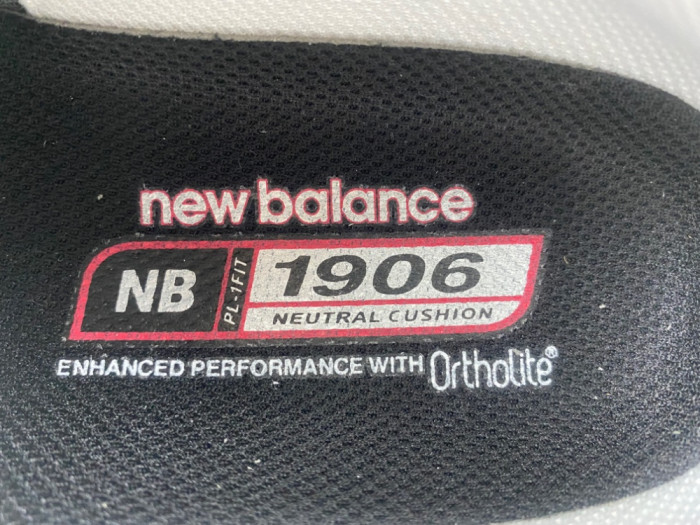 new balance
NB PL-1FIT 1906
NEUTRAL CUSHION
ENHANCED PERFORMANCE WITH OrthoLite®